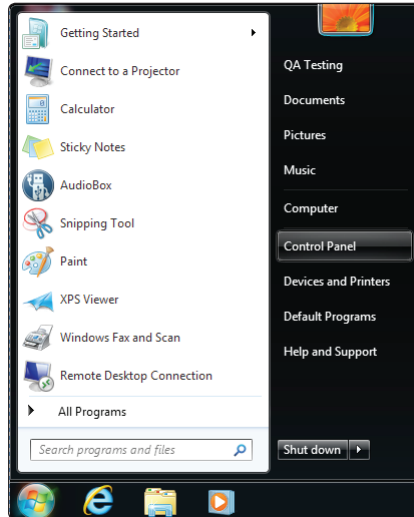 Getting Started
Connect to a Projector
Calculator
Sticky Notes
AudioBox
Snipping Tool
Paint
XPS Viewer
Windows Fax and Scan
Remote Desktop Connection
All Programs
Search programs and files
QA Testing
Documents
Pictures
Music
Computer
Control Panel
Devices and Printers
Default Programs
Help and Support
Shut down